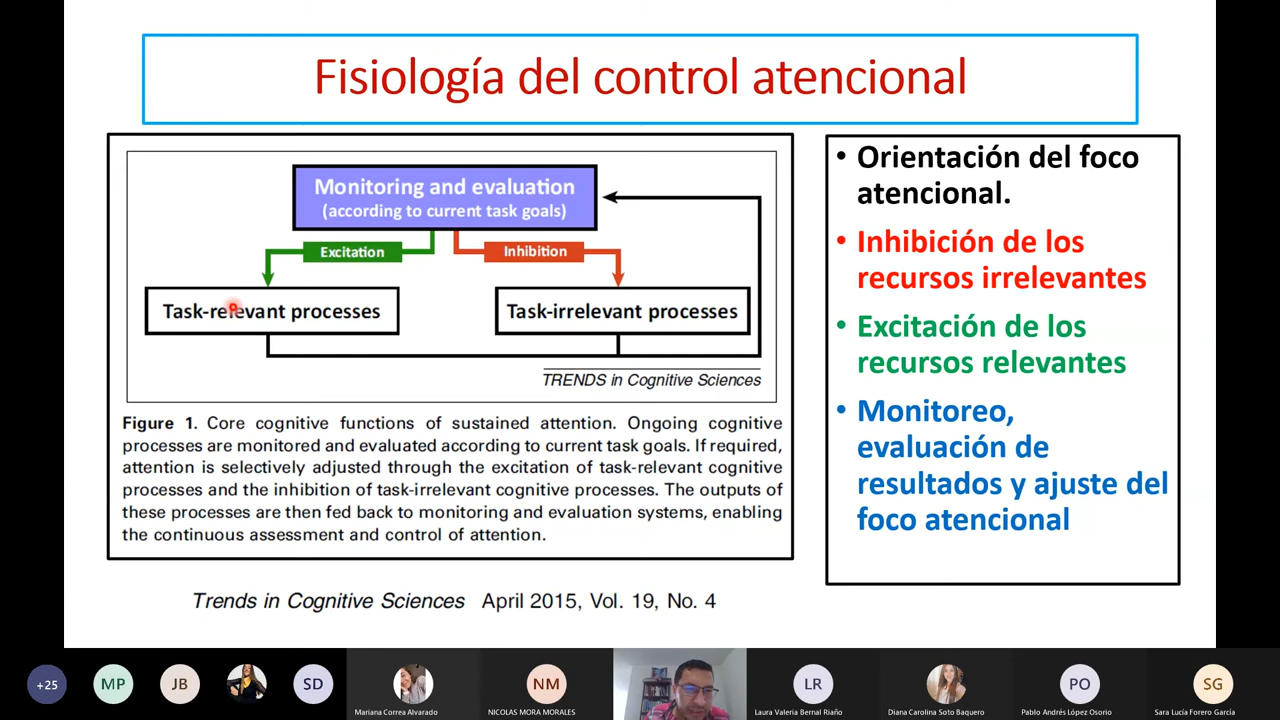 Fisiología del control atencional
Monitoring and evaluation
(according to current task goals)
Excitation
Inhibition
Task-relevant processes
Task-irrelevant processes
TRENDS in Cognitive Sciences
Figure 1. Core cognitive functions of sustained attention. Ongoing cognitive
processes are monitored and evaluated according to current task goals. If required,
attention is selectively adjusted through the excitation of task-relevant cognitive
processes and the inhibition of task-irrelevant cognitive processes. The outputs of
these processes are then fed back to monitoring and evaluation systems, enabling
the continuous assessment and control of attention.
Trends in Cognitive Sciences April 2015, Vol. 19, No. 4
• Orientación del foco
atencional.
• Inhibición de los
recursos irrelevantes
• Excitación de los
recursos relevantes
• Monitoreo,
evaluación de
resultados y ajuste del
foco atencional
+25
MP
JB
SD
Mariana Correa Alvarado
NM
NICOLAS MORA MORALES
LR
Laura Valeria Bernal Riaño
Diana Carolina Soto Baquero
PO
Pablo Andrés López Osorio
SG
Sara Lucía Forero García